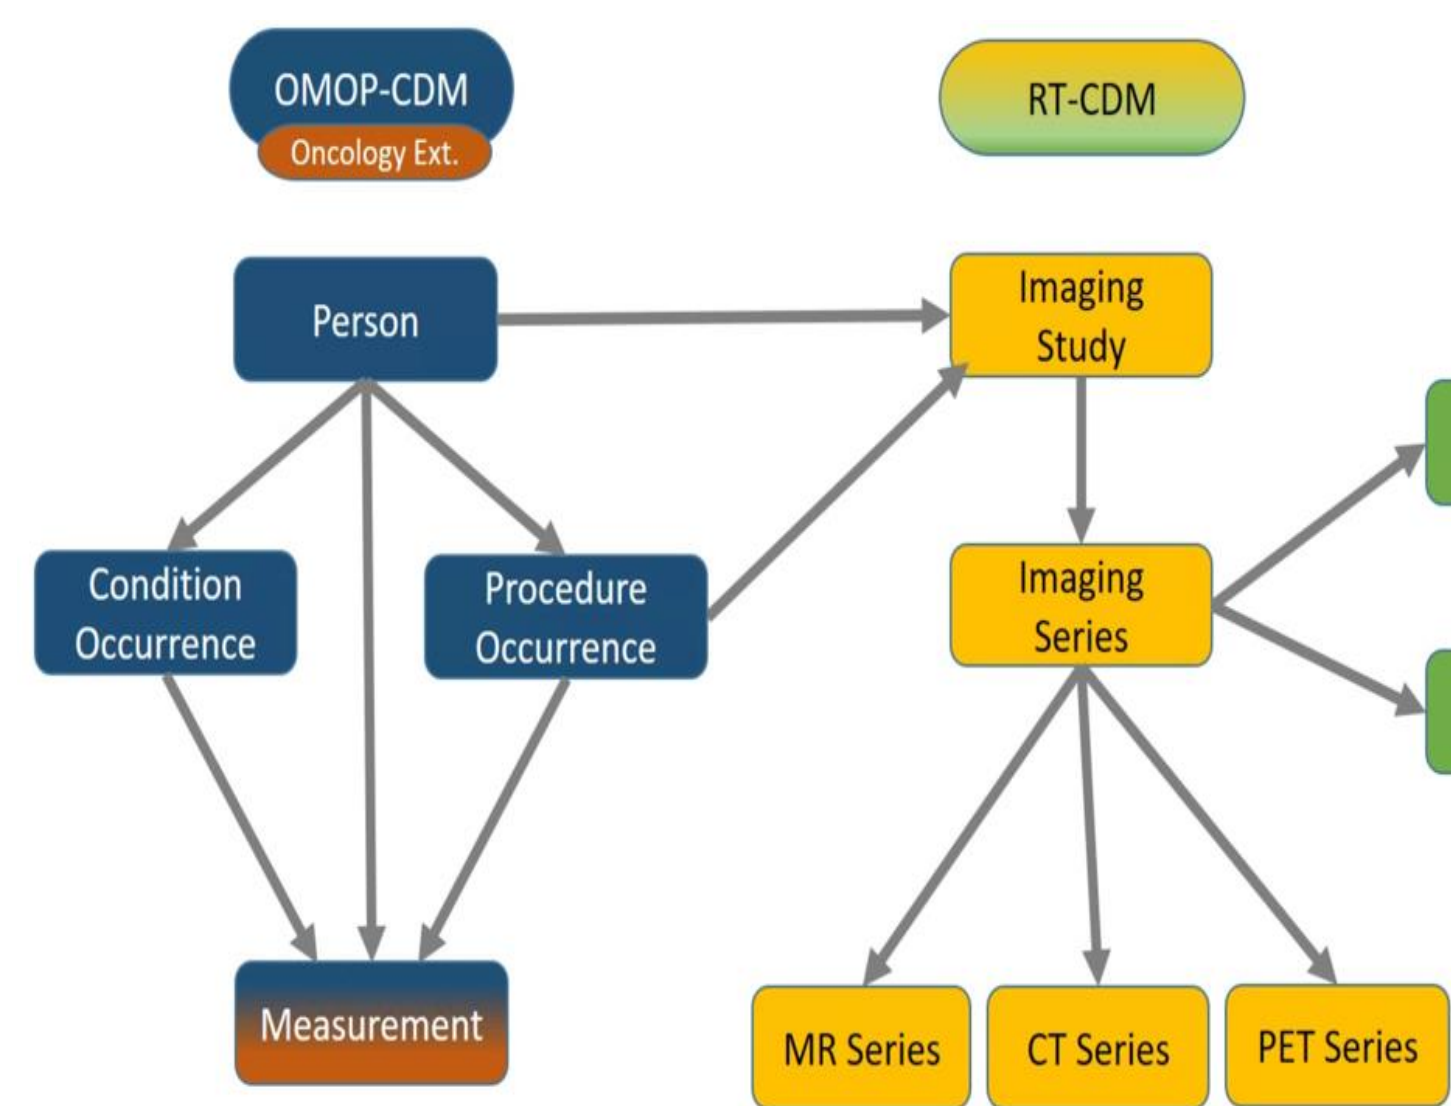 OMOP-CDM
Oncology Ext.
RT-CDM
Person
Imaging
Study
Condition
Occurrence
Procedure
Occurrence
Imaging
Series
Measurement
MR Series
CT Series
PET Series